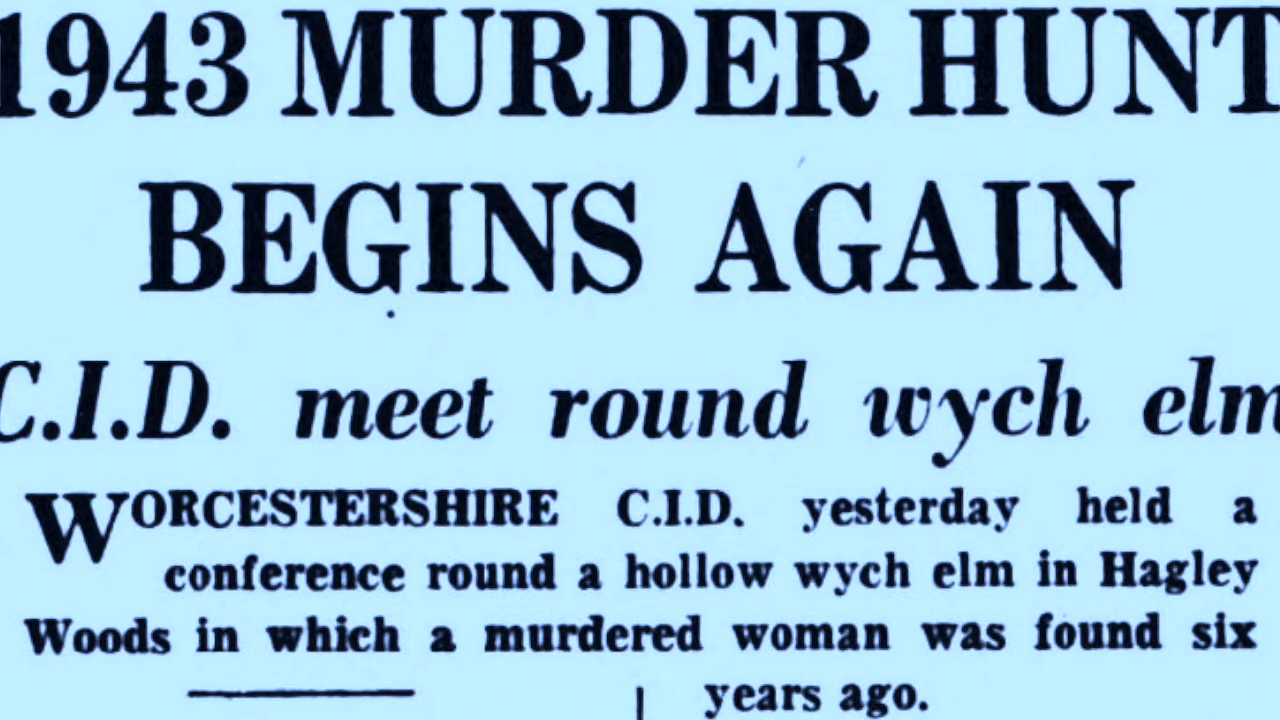 1943 MURDER HUNT
BEGINS AGAIN
C.I.D. meet round wych elm
WORCESTERSHIRE C.I.D. yesterday held a
conference round a hollow wych elm in Hagley
Woods in which a murdered woman was found six
years ago.